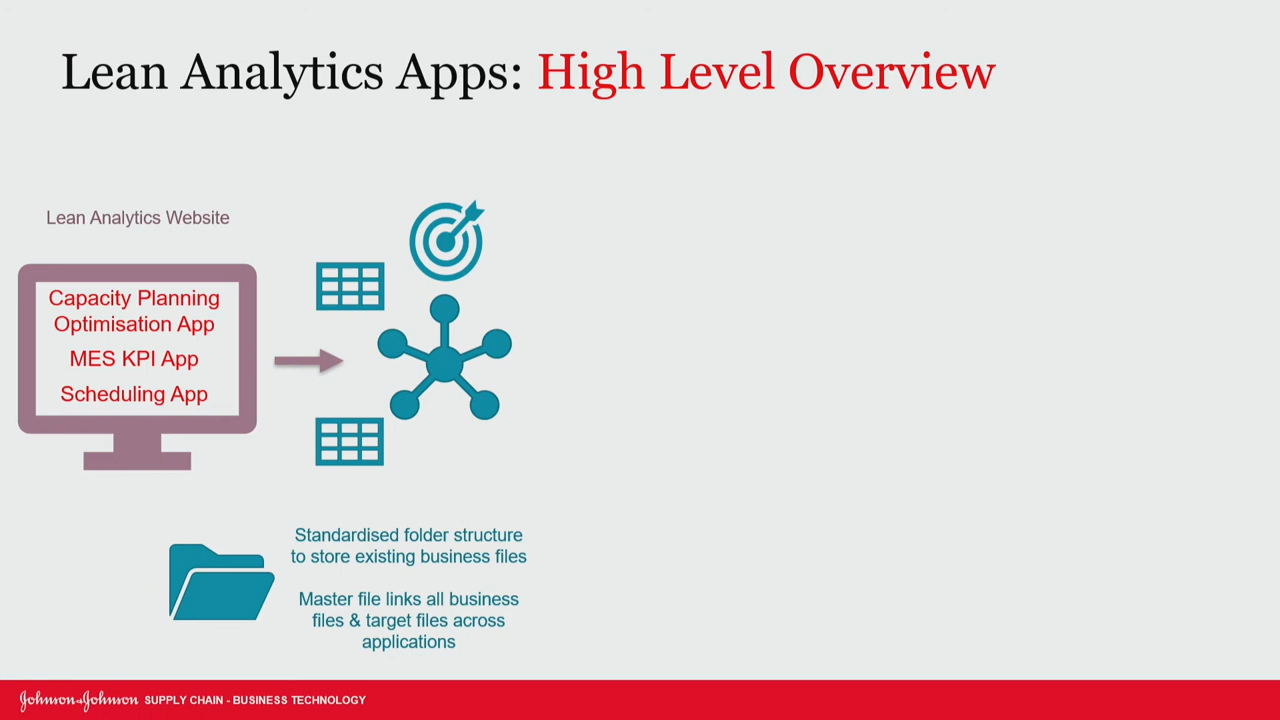 Lean Analytics Apps: High Level Overview
Lean Analytics Website
Capacity Planning
Optimisation App
MES KPI App
Scheduling App
Standardised folder structure
to store existing business files
Master file links all business
files & target files across
applications
Johnson & Johnson SUPPLY CHAIN - BUSINESS TECHNOLOGY